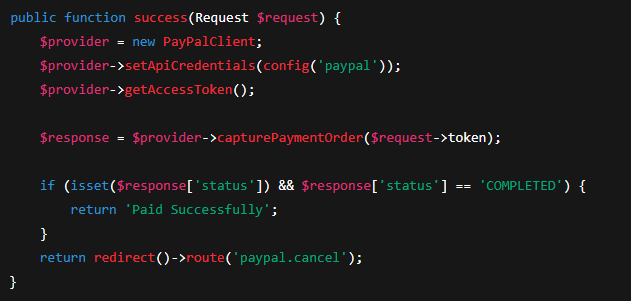 public function success(Request $request) {
    $provider = new PayPalClient;
    $provider->setApiCredentials(config('paypal'));
    $provider->getAccessToken();

    $response = $provider->capturePaymentOrder($request->token);

    if (isset($response['status']) && $response['status'] == 'COMPLETED') {
        return 'Paid Successfully';
    }
    return redirect()->route('paypal.cancel');
}